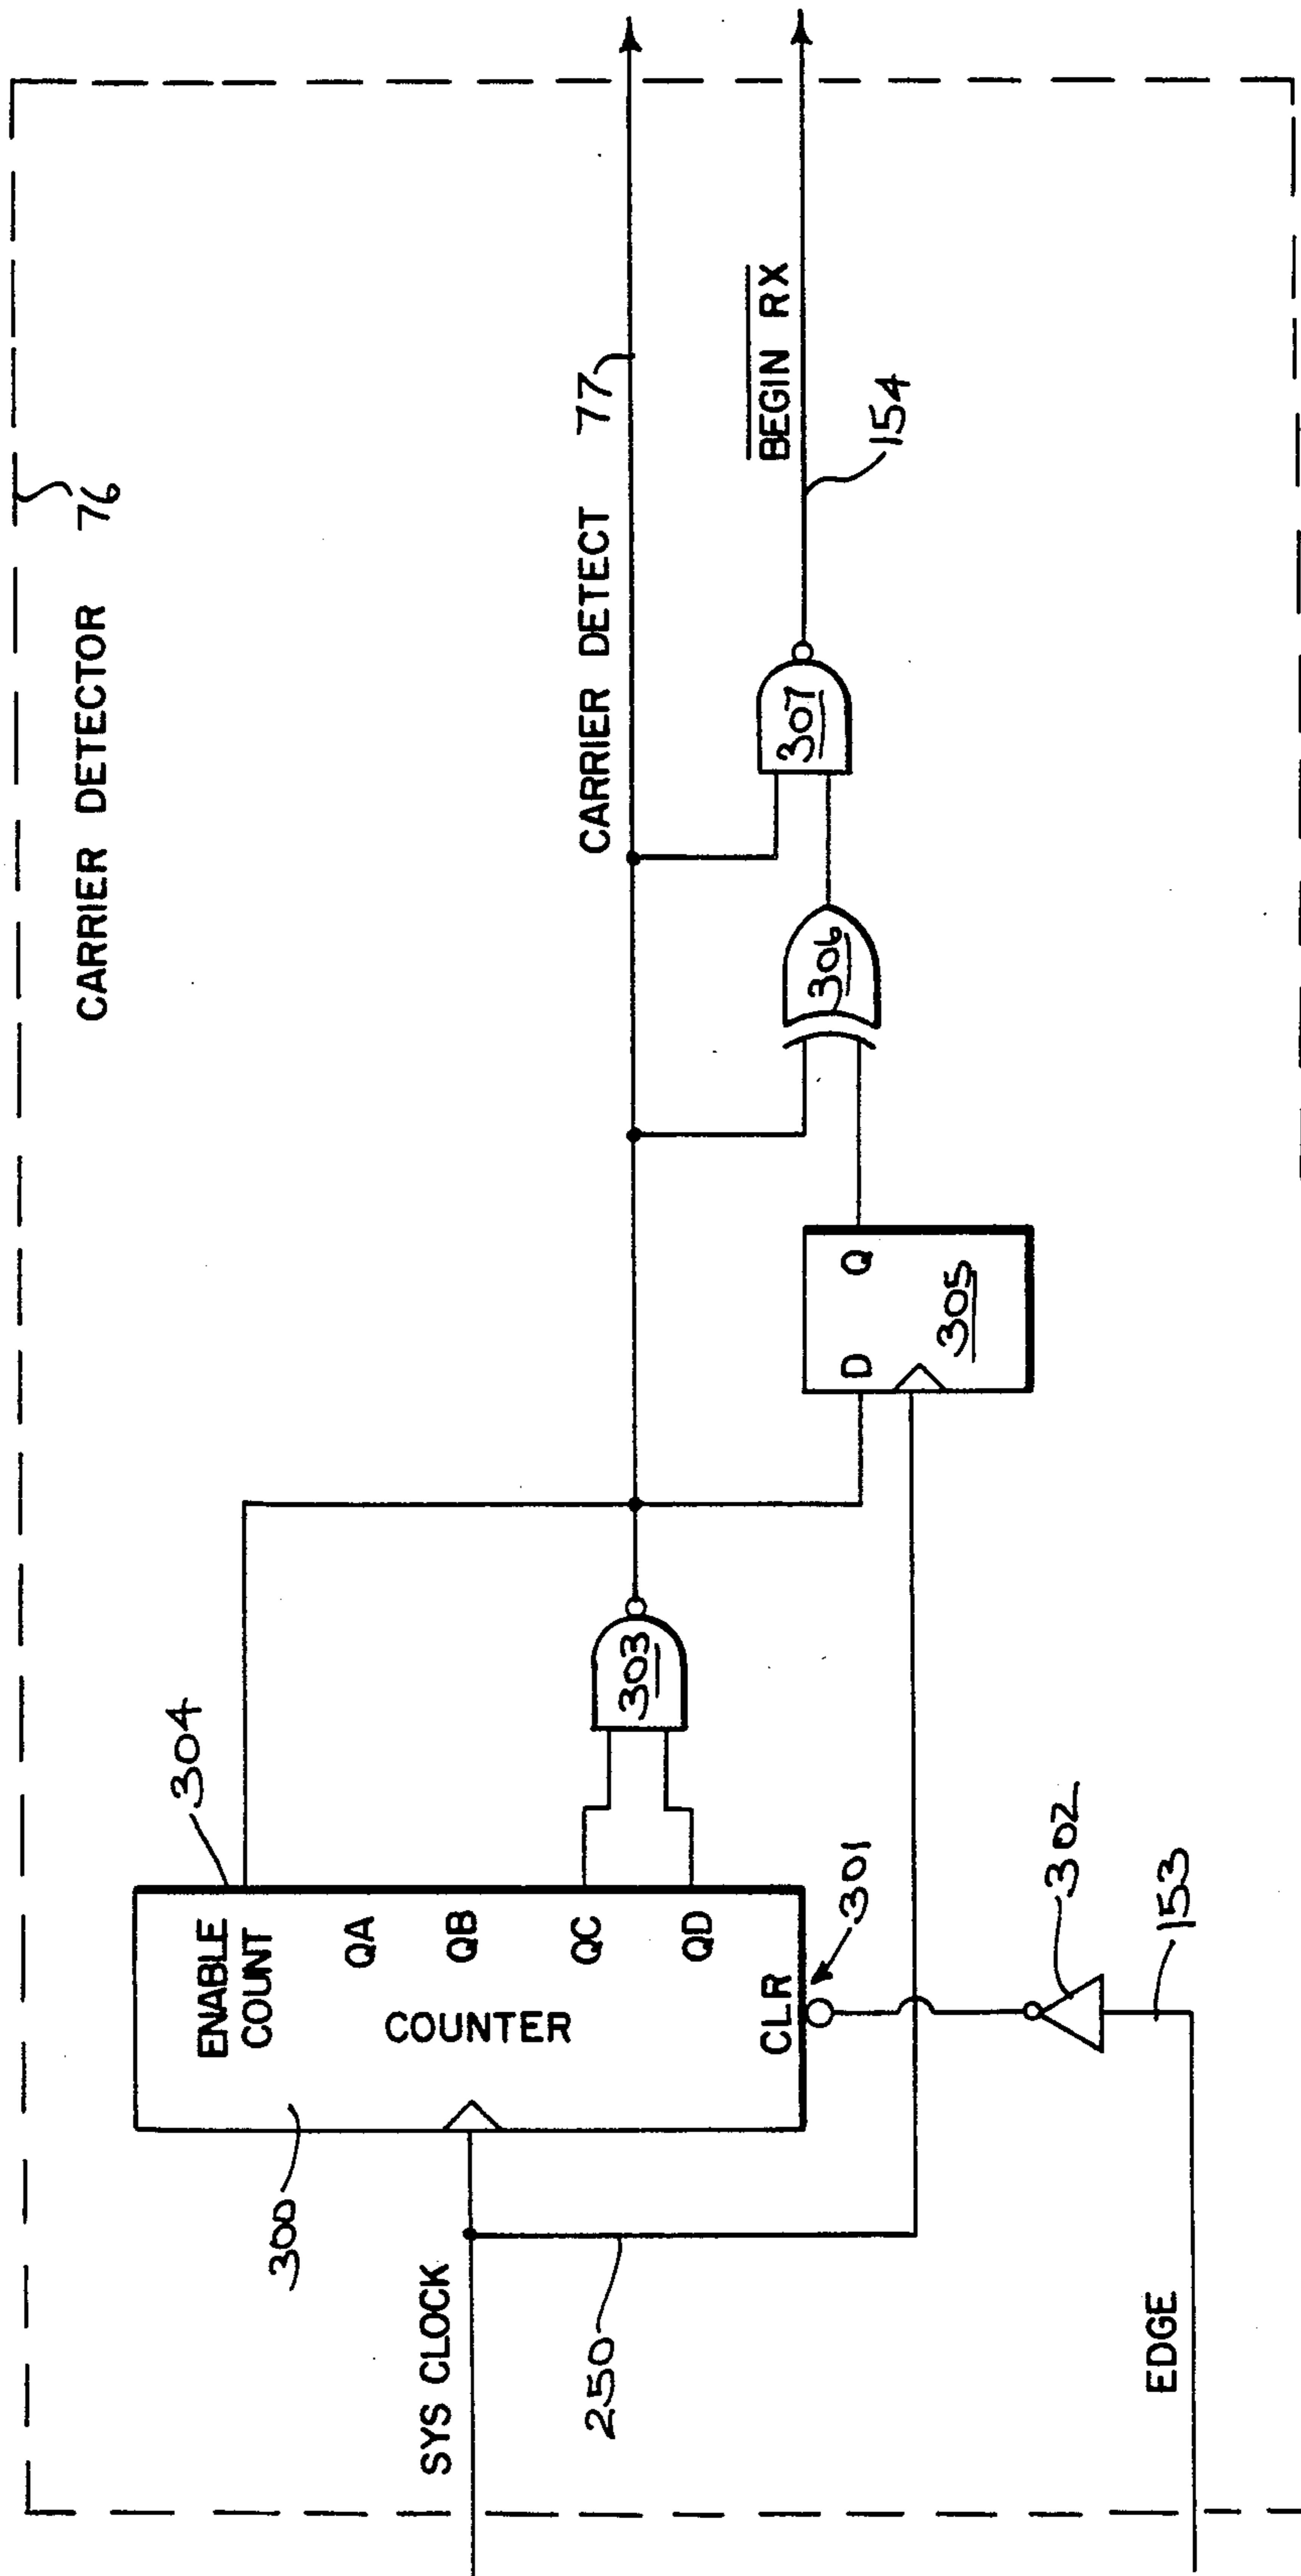 CARRIER DETECTOR 76
CARRIER DETECT 77
BEGIN RX
154
307
306
305
D
Q
303
304
ENABLE
COUNT
QA
QB
QC
QD
COUNTER
CLR
301
302
153
300
SYS CLOCK
250
EDGE